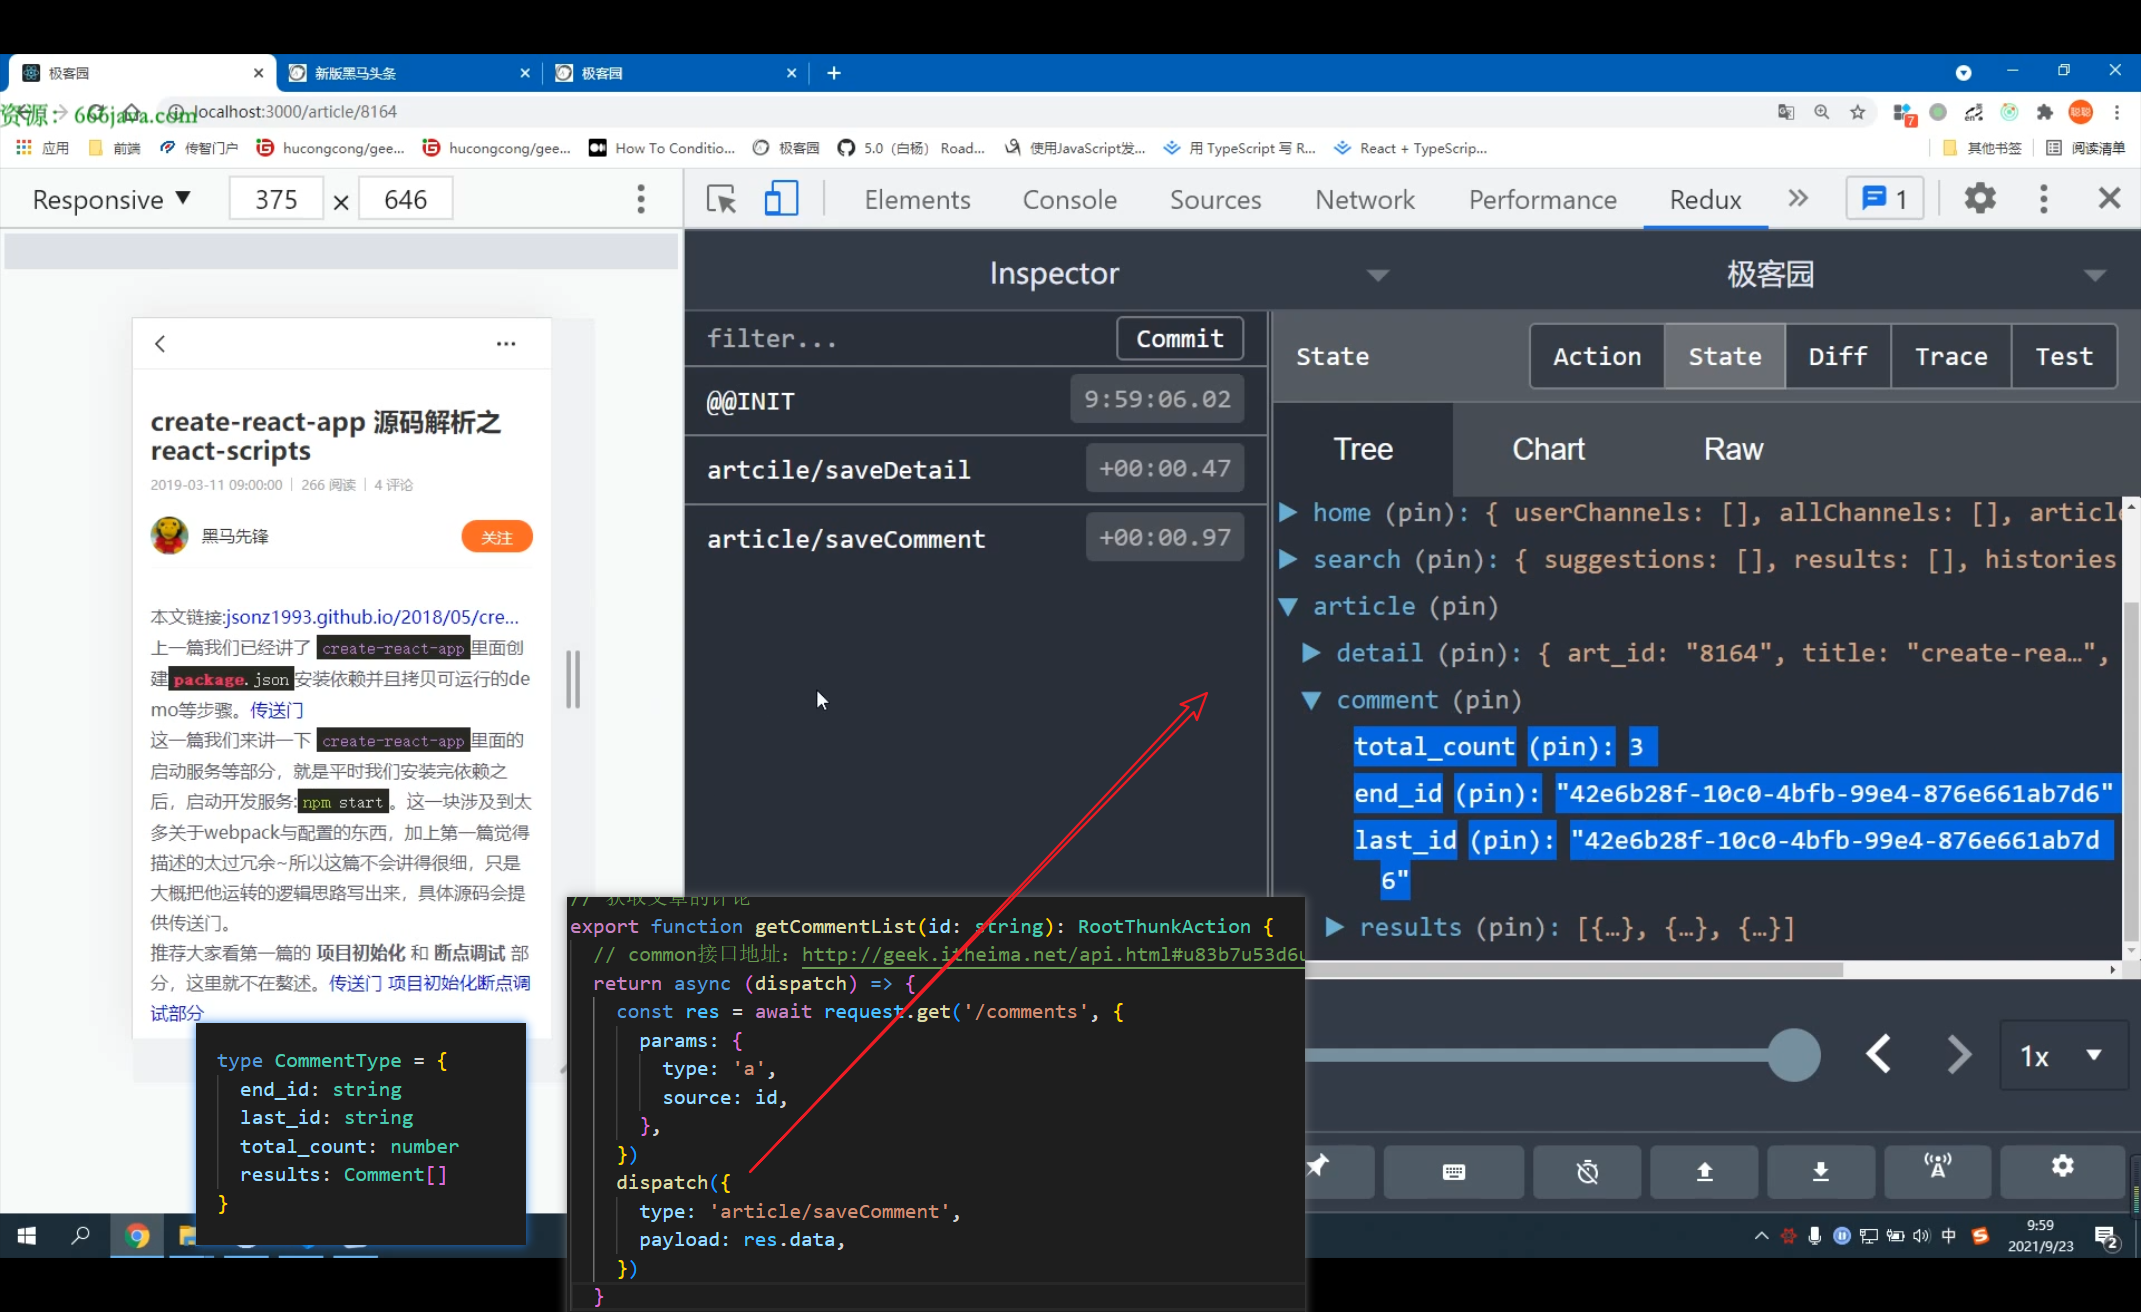 极客园
新版黑马头条
极客园
资源：666java.com
localhost:3000/article/8164
应用
前端
传智门户
hucongcong/gee...
hucongcong/gee...
How To Conditio...
极客园
5.0（白杨） Road...
使用JavaScript发...
用 TypeScript 写 R...
React + TypeScrip...
其他书签
阅读清单
Responsive ▼ 375 × 646
Elements Console Sources Network Performance Redux » 1
Inspector
极客园
filter...
Commit
@@INIT 9:59:06.02
artcile/saveDetail +00:00.47
article/saveComment +00:00.97
State
Action State Diff Trace Test
Tree Chart Raw
home (pin): { userChannels: [], allChannels: [], article
search (pin): { suggestions: [], results: [], histories
article (pin)
detail (pin): { art_id: "8164", title: "create-rea…",
comment (pin)
total_count (pin): 3
end_id (pin): "42e6b28f-10c0-4bfb-99e4-876e661ab7d6"
last_id (pin): "42e6b28f-10c0-4bfb-99e4-876e661ab7d
6"
results (pin): [{…}, {…}, {…}]
1x
create-react-app 源码解析之
react-scripts
2019-03-11 09:00:00 | 266 阅读 | 4 评论
黑马先锋
关注
本文链接:jsonz1993.github.io/2018/05/cre...
上一篇我们已经讲了 create-react-app 里面创
建 package.json 安装依赖并且拷贝可运行的de
mo等步骤。传送门
这一篇我们来讲一下 create-react-app 里面的
启动服务等部分，就是平时我们安装完依赖之
后，启动开发服务:npm start 。这一块涉及到太
多关于webpack与配置的东西，加上第一篇觉得
描述的太过冗余~所以这篇不会讲得很细，只是
大概把他运转的逻辑思路写出来，具体源码会提
供传送门。
推荐大家看第一篇的 项目初始化 和 断点调试 部
分，这里就不在螯述。传送门 项目初始化断点调
试部分
type CommentType = {
end_id: string
last_id: string
total_count: number
results: Comment[]
}
// 获取文章的评论
export function getCommentList(id: string): RootThunkAction {
// common接口地址: http://geek.itheima.net/api.html#u83b7u53d6u
return async (dispatch) => {
const res = await request.get('/comments', {
params: {
type: 'a',
source: id,
},
})
dispatch({
type: 'article/saveComment',
payload: res.data,
})
}
中
9:59
2021/9/23
2